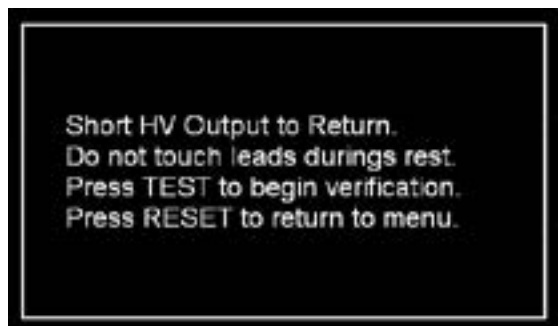 Short HV Output to Return.
Do not touch leads durings rest.
Press TEST to begin verification.
Press RESET to return to menu.